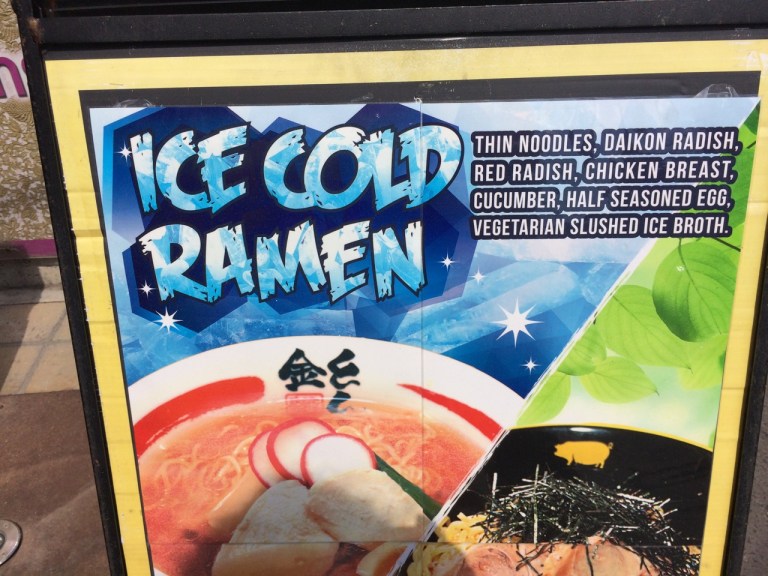 ICE COLD
RAMEN
THIN NOODLES, DAIKON RADISH,
RED RADISH, CHICKEN BREAST,
CUCUMBER, HALF SEASONED EGG,
VEGETARIAN SLUSHED ICE BROTH.
金